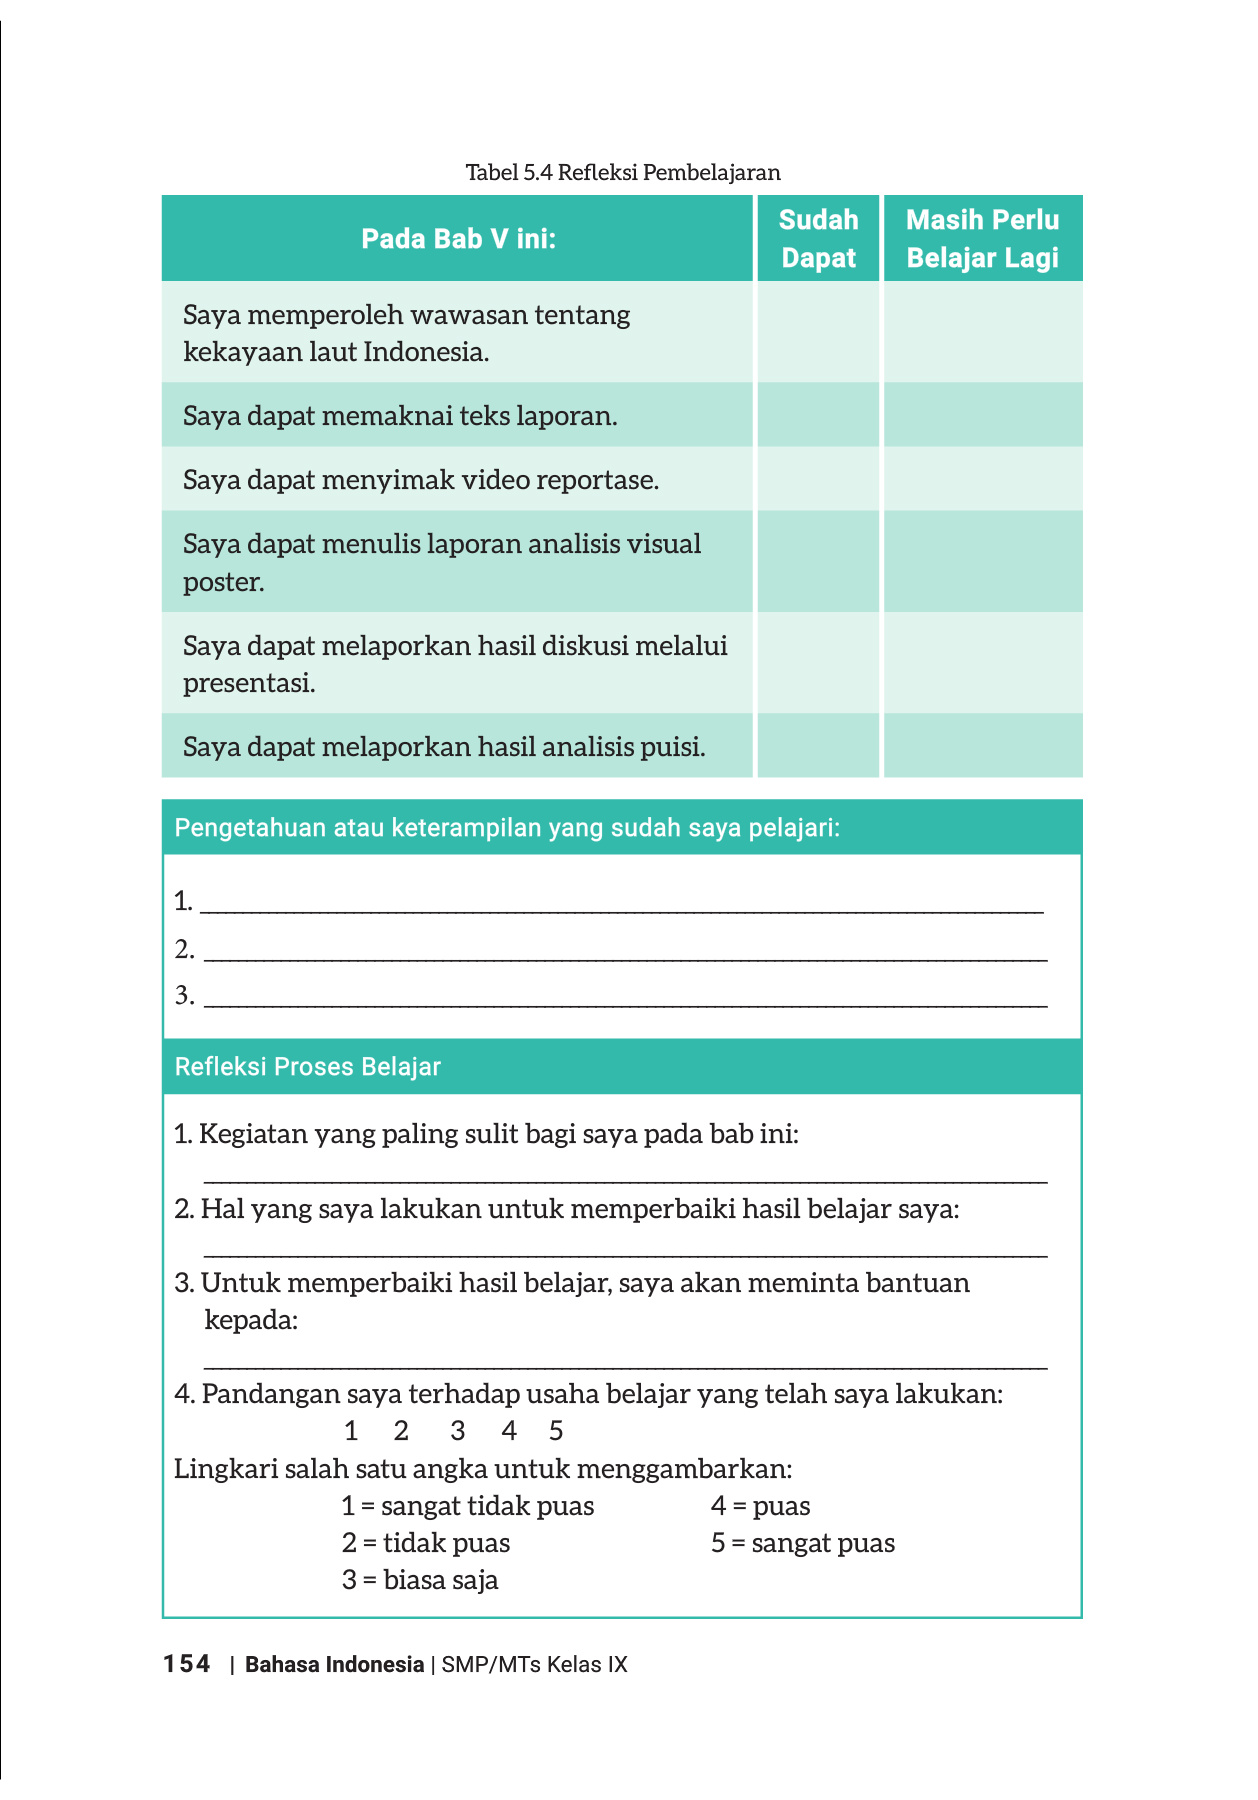 Tabel 5.4 Refleksi Pembelajaran
Pada Bab V ini:
Sudah
Dapat
Masih Perlu
Belajar Lagi
Saya memperoleh wawasan tentang
kekayaan laut Indonesia.
Saya dapat memaknai teks laporan.
Saya dapat menyimak video reportase.
Saya dapat menulis laporan analisis visual
poster.
Saya dapat melaporkan hasil diskusi melalui
presentasi.
Saya dapat melaporkan hasil analisis puisi.
Pengetahuan atau keterampilan yang sudah saya pelajari:
1.
2.
3.
Refleksi Proses Belajar
1. Kegiatan yang paling sulit bagi saya pada bab ini:
2. Hal yang saya lakukan untuk memperbaiki hasil belajar saya:
3. Untuk memperbaiki hasil belajar, saya akan meminta bantuan
kepada:
4. Pandangan saya terhadap usaha belajar yang telah saya lakukan:
1 2 3 4 5
Lingkari salah satu angka untuk menggambarkan:
1 = sangat tidak puas 4 = puas
2 = tidak puas 5 = sangat puas
3 = biasa saja
154 | Bahasa Indonesia | SMP/MTs Kelas IX